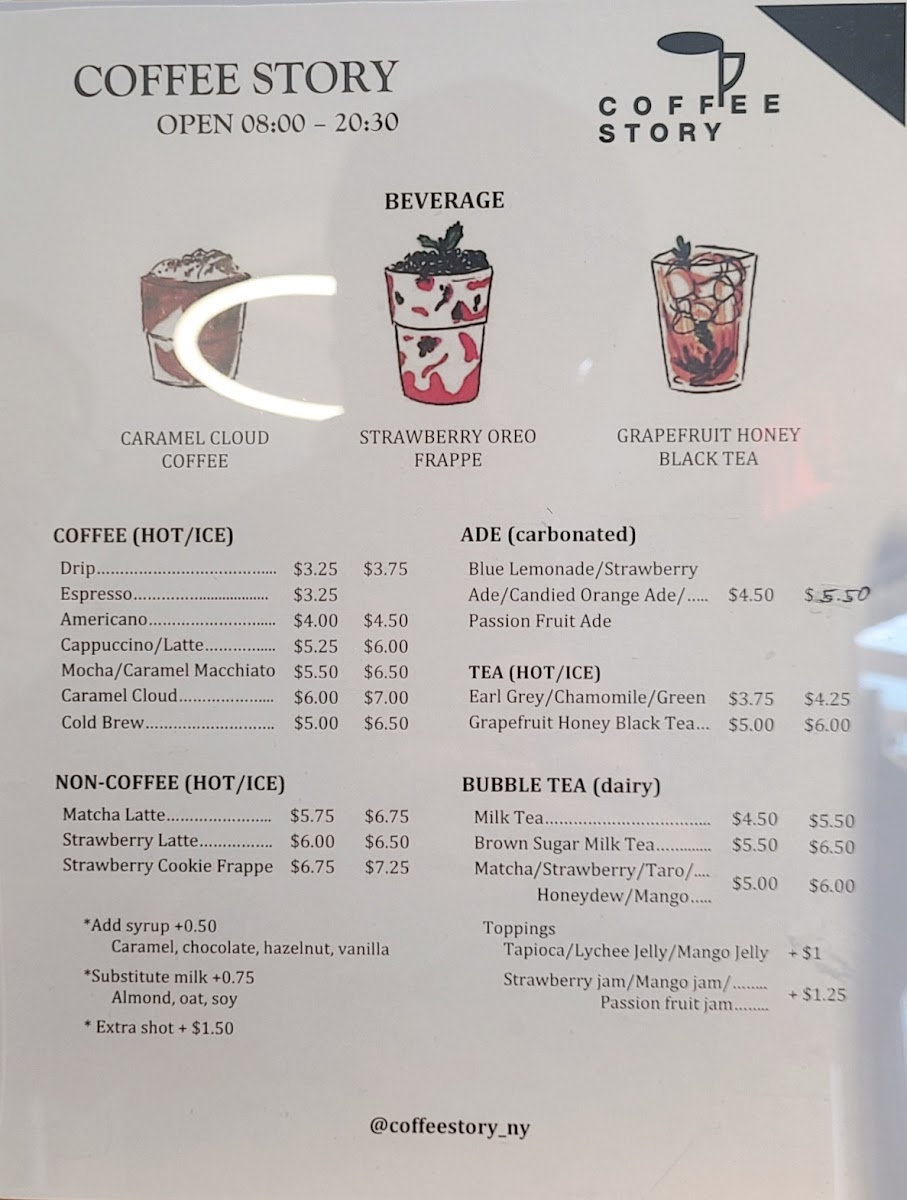 COFFEE STORY
OPEN 08:00 – 20:30
COFFEE
STORY
BEVERAGE
CARAMEL CLOUD
COFFEE
STRAWBERRY OREO
FRAPPE
GRAPEFRUIT HONEY
BLACK TEA
COFFEE (HOT/ICE)
Drip.......................................... $3.25 $3.75
Espresso.................................. $3.25
Americano.............................. $4.00 $4.50
Cappuccino/Latte................ $5.25 $6.00
Mocha/Caramel Macchiato $5.50 $6.50
Caramel Cloud...................... $6.00 $7.00
Cold Brew.............................. $5.00 $6.50
NON-COFFEE (HOT/ICE)
Matcha Latte........................ $5.75 $6.75
Strawberry Latte................. $6.00 $6.50
Strawberry Cookie Frappe $6.75 $7.25
*Add syrup +0.50
Caramel, chocolate, hazelnut, vanilla
*Substitute milk +0.75
Almond, oat, soy
* Extra shot + $1.50
ADE (carbonated)
Blue Lemonade/Strawberry
Ade/Candied Orange Ade/..... $4.50 $5.50
Passion Fruit Ade
TEA (HOT/ICE)
Earl Grey/Chamomile/Green $3.75 $4.25
Grapefruit Honey Black Tea... $5.00 $6.00
BUBBLE TEA (dairy)
Milk Tea...................................... $4.50 $5.50
Brown Sugar Milk Tea............. $5.50 $6.50
Matcha/Strawberry/Taro/....
Honeydew/Mango..... $5.00 $6.00
Toppings
Tapioca/Lychee Jelly/Mango Jelly + $1
Strawberry jam/Mango jam/........
Passion fruit jam........ + $1.25
@coffeestory_ny